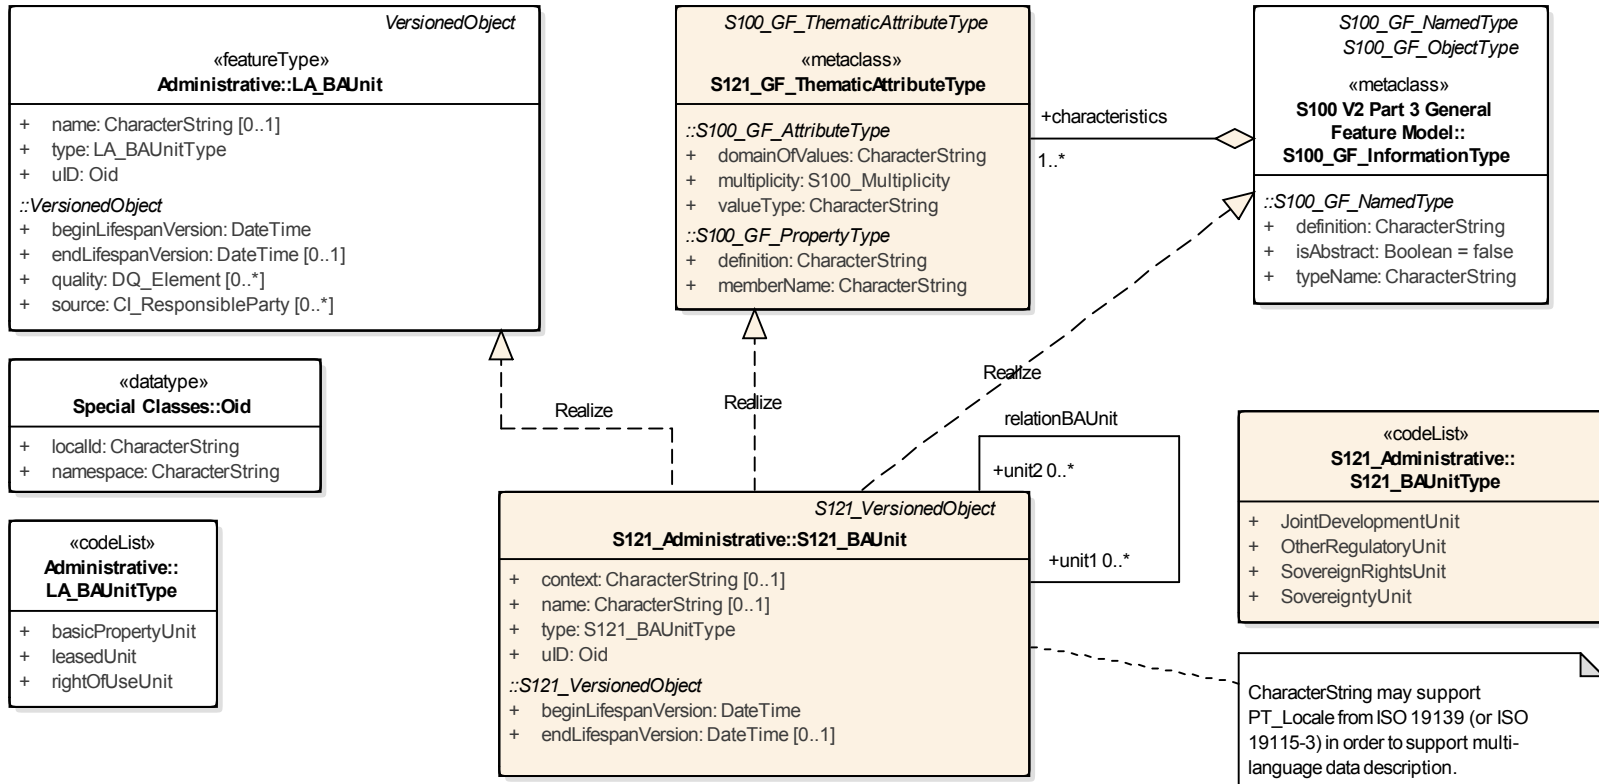 VersionedObject
«featureType»
Administrative::LA_BAUnit
+ name: CharacterString [0..1]
+ type: LA_BAUnitType
+ uID: Oid
::VersionedObject
+ beginLifespanVersion: DateTime
+ endLifespanVersion: DateTime [0..1]
+ quality: DQ_Element [0..*]
+ source: CI_ResponsibleParty [0..*]
S100_GF_ThematicAttributeType
«metaclass»
S121_GF_ThematicAttributeType
::S100_GF_AttributeType
+ domainOfValues: CharacterString
+ multiplicity: S100_Multiplicity
+ valueType: CharacterString
::S100_GF_PropertyType
+ definition: CharacterString
+ memberName: CharacterString
+characteristics
1..*
S100_GF_NamedType
S100_GF_ObjectType
«metaclass»
S100 V2 Part 3 General
Feature Model::
S100_GF_InformationType
::S100_GF_NamedType
+ definition: CharacterString
+ isAbstract: Boolean = false
+ typeName: CharacterString
«datatype»
Special Classes::Oid
+ localId: CharacterString
+ namespace: CharacterString
Realize
Realize
Realize
relationBAUnit
+unit2 0..*
+unit1 0..*
«codeList»
Administrative::
LA_BAUnitType
+ basicPropertyUnit
+ leasedUnit
+ rightOfUseUnit
S121_VersionedObject
S121_Administrative::S121_BAUnit
+ context: CharacterString [0..1]
+ name: CharacterString [0..1]
+ type: S121_BAUnitType
+ uID: Oid
::S121_VersionedObject
+ beginLifespanVersion: DateTime
+ endLifespanVersion: DateTime [0..1]
«codeList»
S121_Administrative::
S121_BAUnitType
+ JointDevelopmentUnit
+ OtherRegulatoryUnit
+ SovereignRightsUnit
+ SovereigntyUnit
CharacterString may support
PT_Locale from ISO 19139 (or ISO
19115-3) in order to support multi-
language data description.